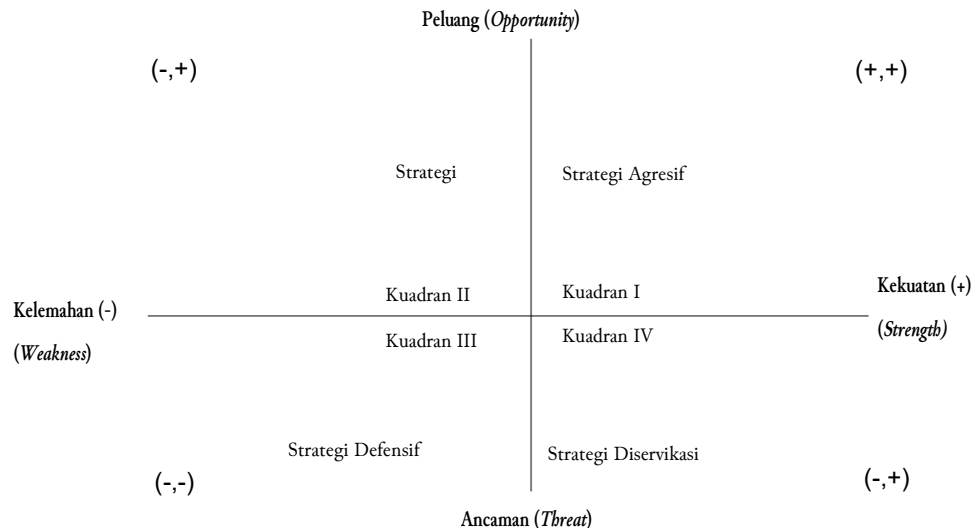 Peluang (Opportunity)
(-,+)
(+,+)
Strategi
Strategi Agresif
Kelemahan (-)
(Weakness)
Kuadran II
Kuadran I
Kekuatan (+)
(Strength)
Kuadran III
Kuadran IV
Strategi Defensif
Strategi Diservikasi
(-,-)
(-,+)
Ancaman (Threat)